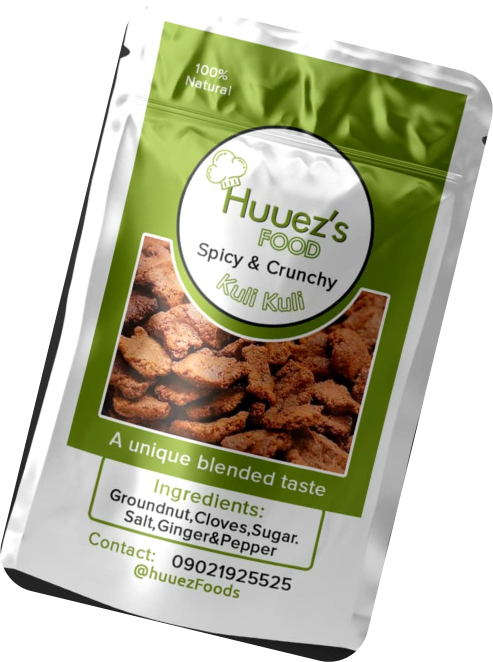 100%
Natural
Huuez's
FOOD
Spicy & Crunchy
Kuli Kuli
A unique blended taste
Ingredients:
Groundnut,Cloves,Sugar.
Salt,Ginger&Pepper
Contact: 09021925525
@huuezFoods